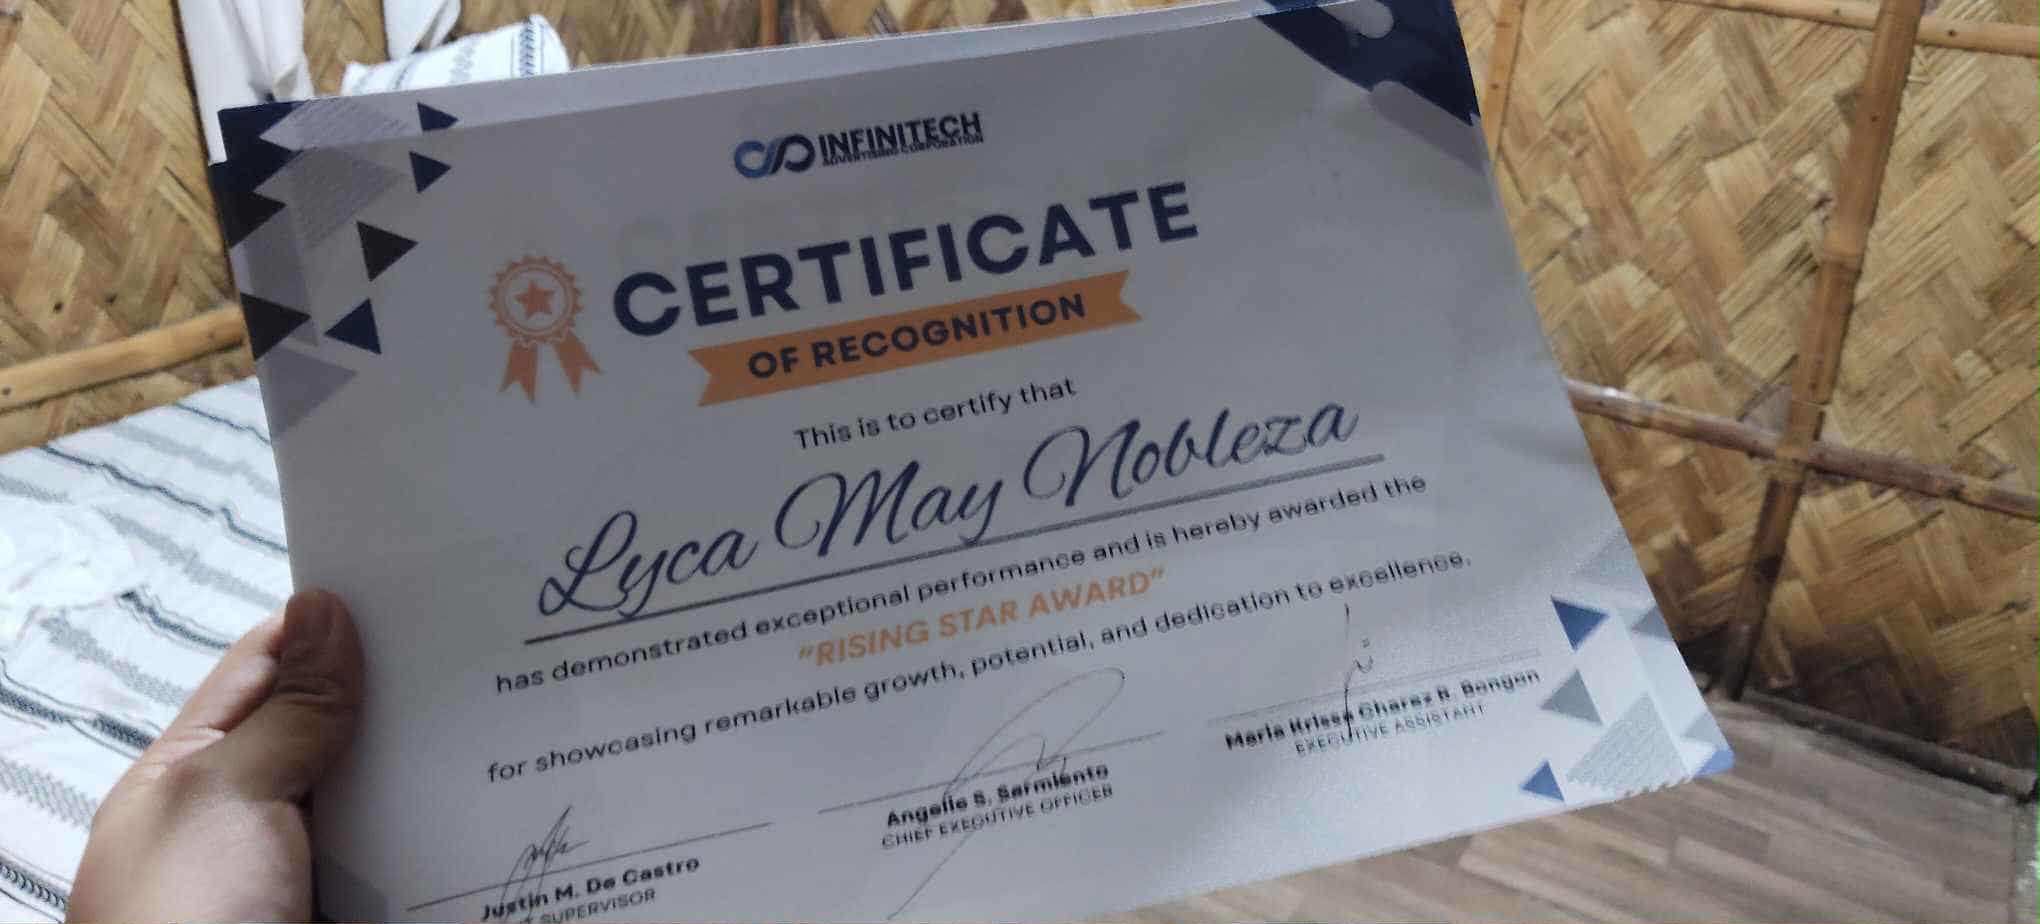 INFINITECH
ADVERTISING CORPORATION
CERTIFICATE
OF RECOGNITION
This is to certify that
Lyca May Nobleza
has demonstrated exceptional performance and is hereby awarded the
“RISING STAR AWARD”
for showcasing remarkable growth, potential, and dedication to excellence.
Justin M. De Castro
SUPERVISOR
Angelie S. Sarmiento
CHIEF EXECUTIVE OFFICER
Maria Krissa Charez R. Bongon
EXECUTIVE ASSISTANT